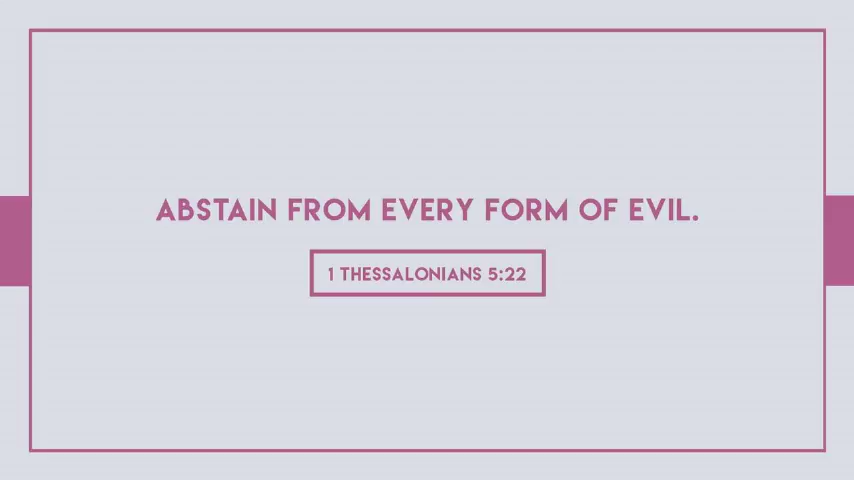 ABSTAIN FROM EVERY FORM OF EVIL.
1 THESSALONIANS 5:22